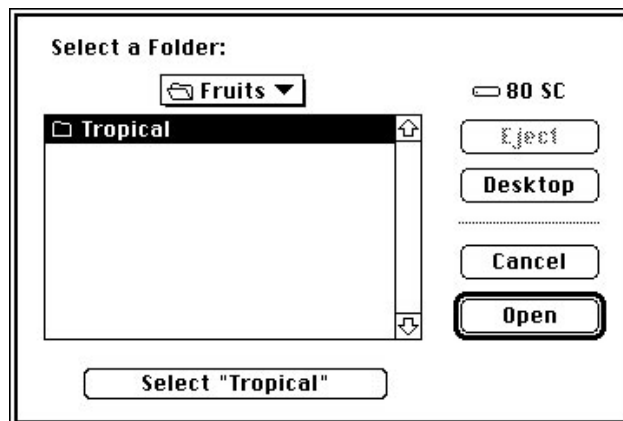 Select a Folder:
Fruits
80 SC
Tropical
Eject
Desktop
Cancel
Open
Select "Tropical"